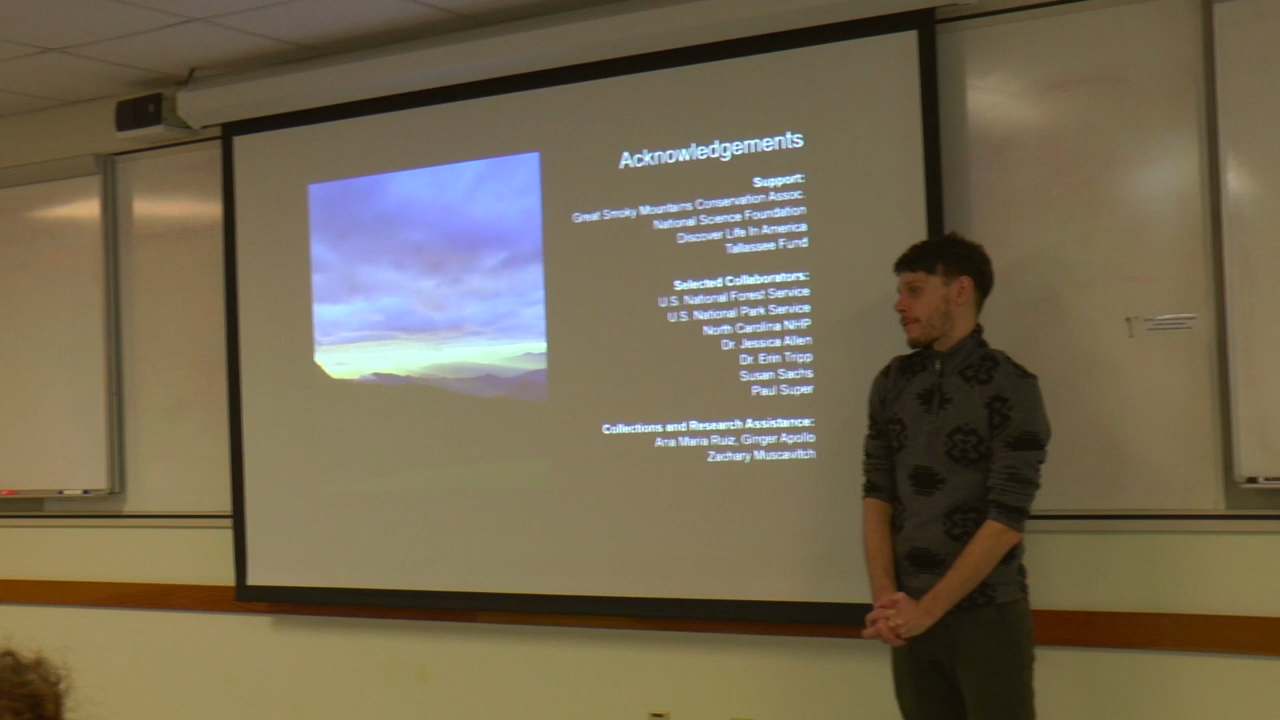 Acknowledgements
Support:
Great Smoky Mountains Conservation Assoc.
National Science Foundation
Discover Life In America
Tallassee Fund
Selected Collaborators:
U.S. National Forest Service
U.S. National Park Service
North Carolina NHP
Dr. Jessica Allen
Dr. Erin Tripp
Susan Sachs
Paul Super
Collections and Research Assistance:
Ana Maria Ruiz, Ginger Apollo
Zachary Muscavitch